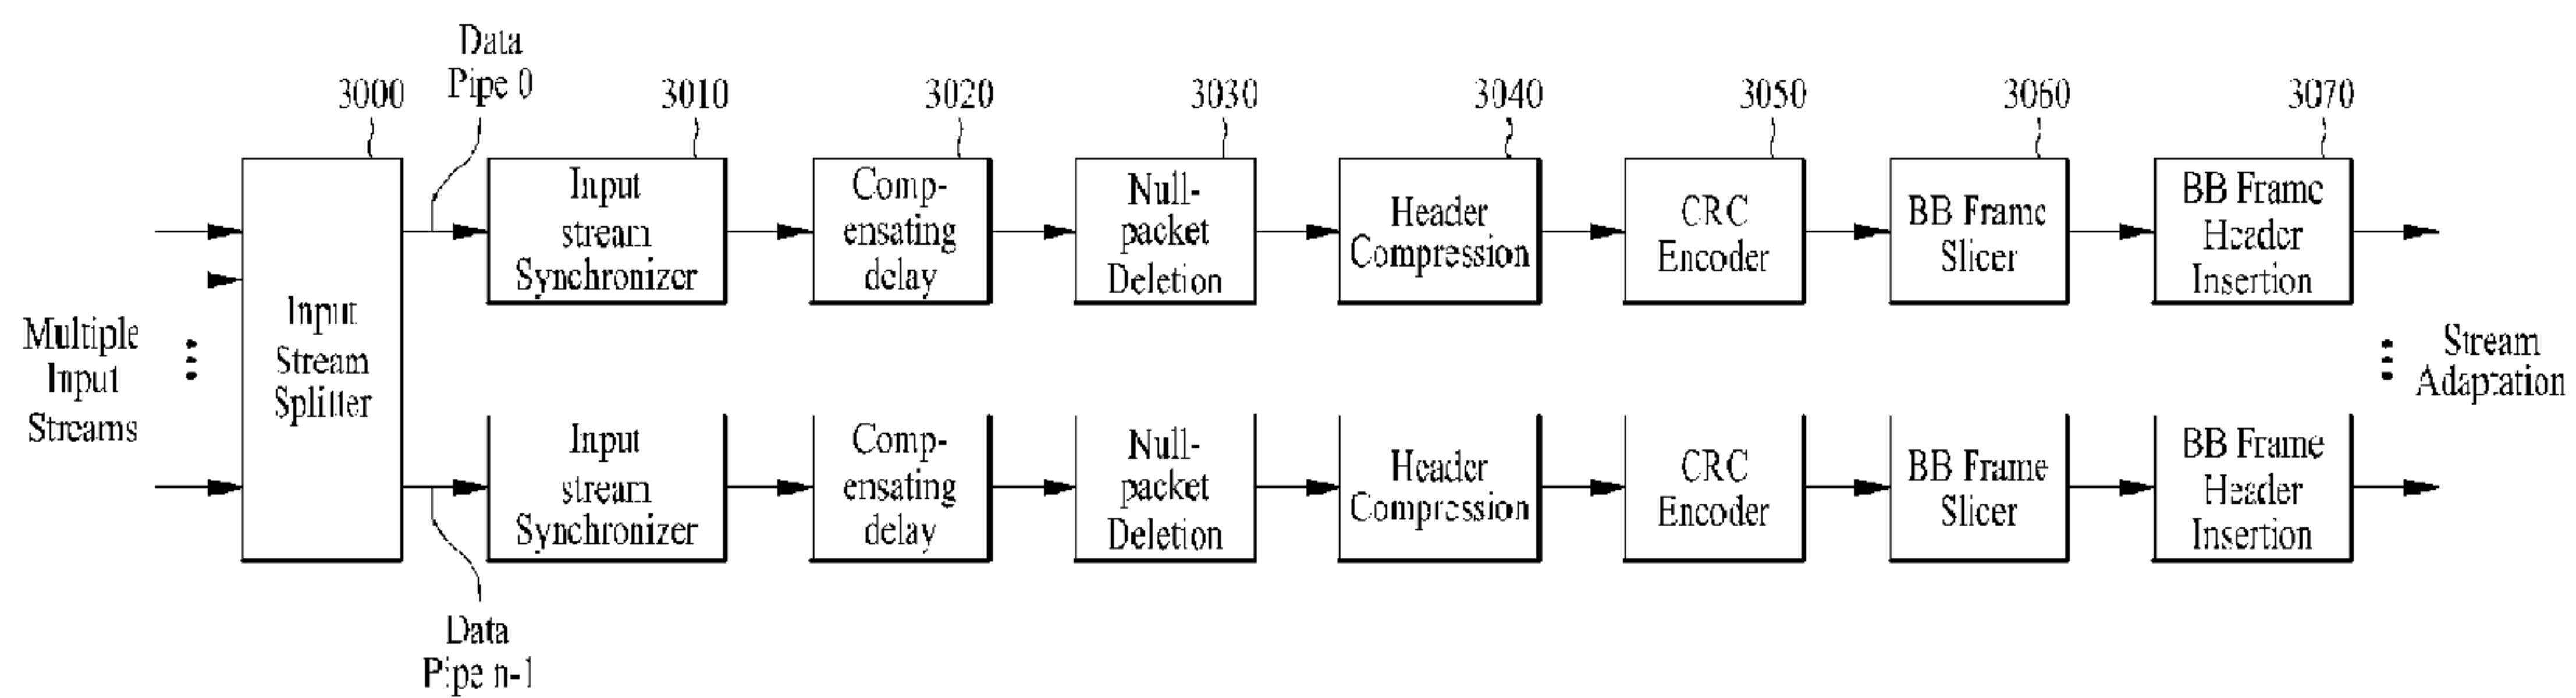 Data
Pipe 0
3000
3010
3020
3030
3040
3050
3060
3070
Multiple
Input
Streams
Input
Stream
Splitter
Input
stream
Synchronizer
Comp-
ensating
delay
Null-
packet
Deletion
Header
Compression
CRC
Encoder
BB Frame
Slicer
BB Frame
Header
Insertion
Stream
Adaptation
Input
stream
Synchronizer
Comp-
ensating
delay
Null-
packet
Deletion
Header
Compression
CRC
Encoder
BB Frame
Slicer
BB Frame
Header
Insertion
Data
Pipe n-1